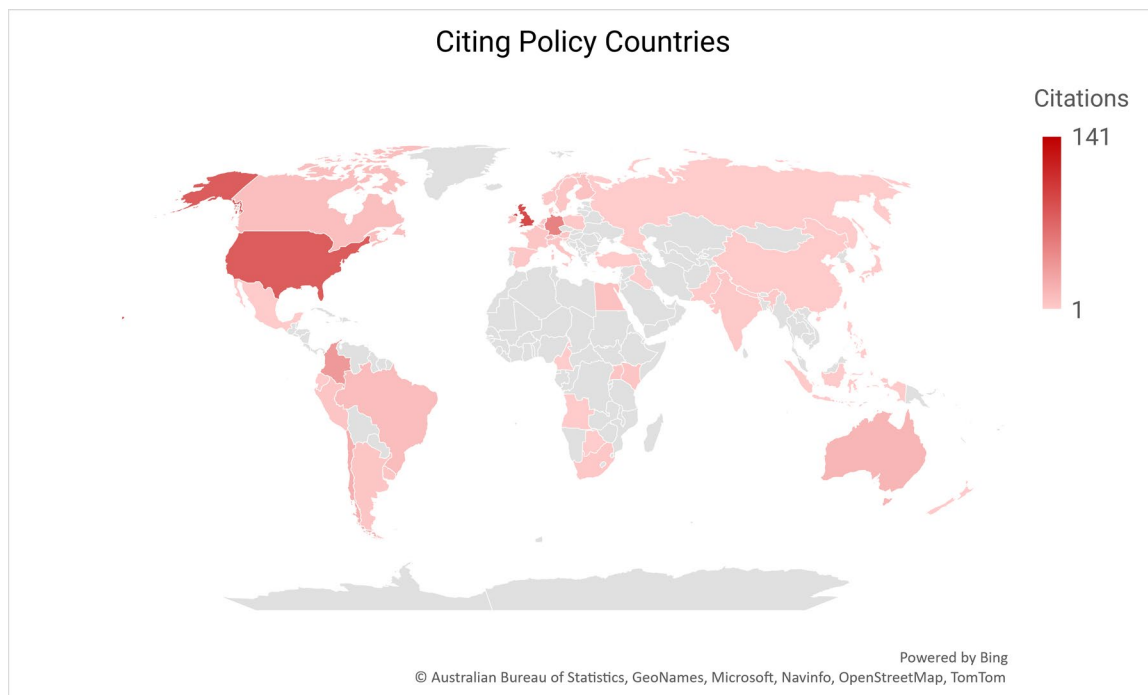 Citing Policy Countries
Citations
141
1
Powered by Bing
© Australian Bureau of Statistics, GeoNames, Microsoft, Navinfo, OpenStreetMap, TomTom